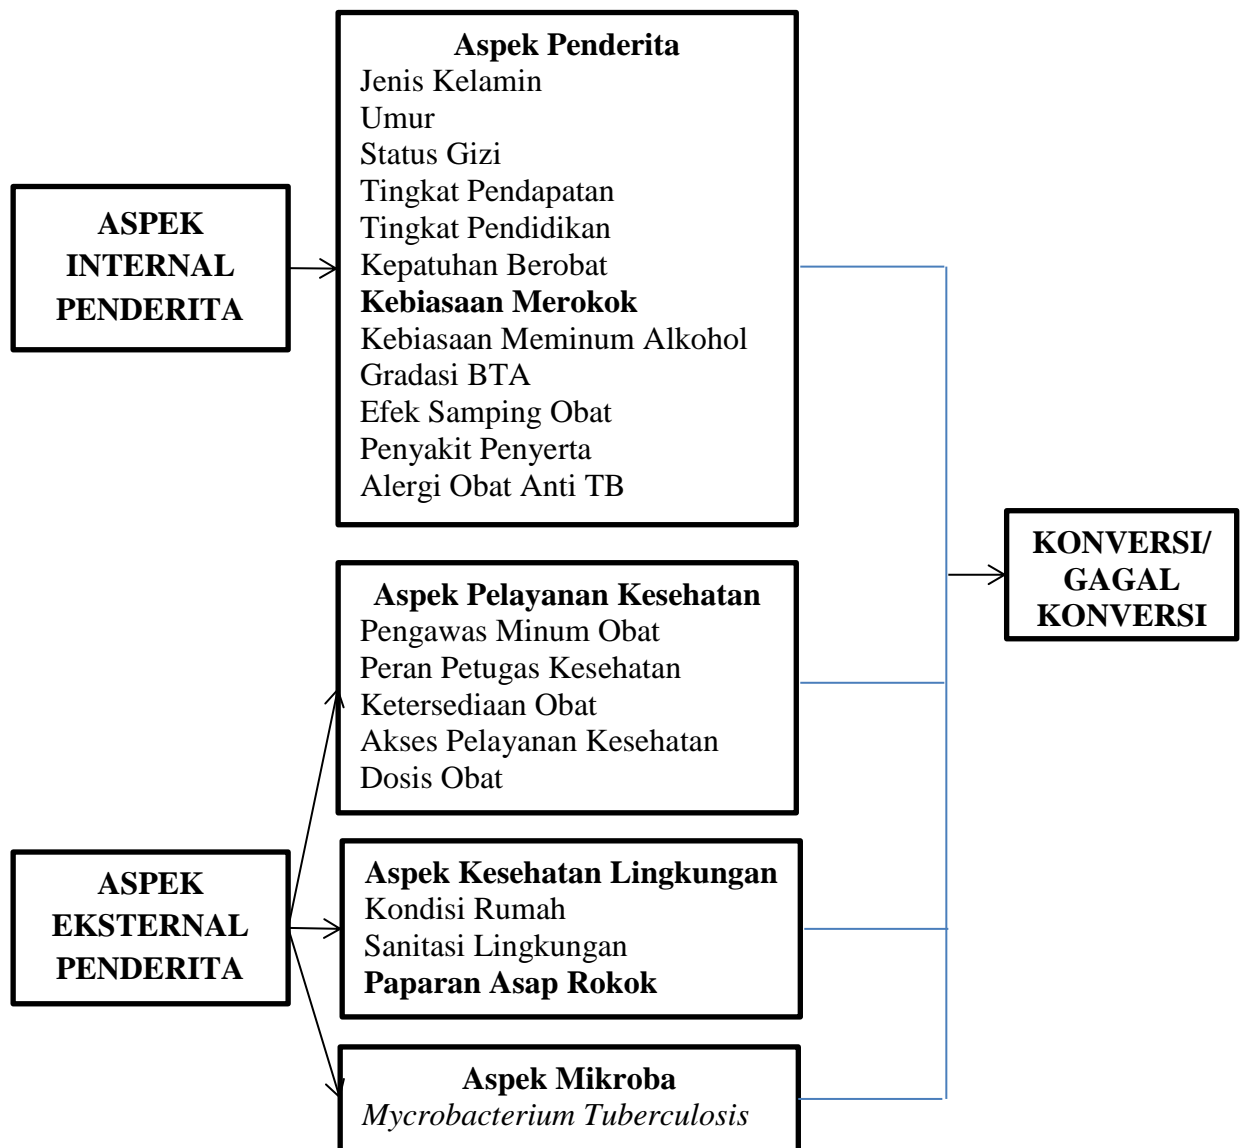 Aspek Penderita
Jenis Kelamin
Umur
Status Gizi
Tingkat Pendapatan
Tingkat Pendidikan
Kepatuhan Berobat
Kebiasaan Merokok
Kebiasaan Meminum Alkohol
Gradasi BTA
Efek Samping Obat
Penyakit Penyerta
Alergi Obat Anti TB
ASPEK
INTERNAL
PENDERITA
KONVERSI/
GAGAL
KONVERSI
Aspek Pelayanan Kesehatan
Pengawas Minum Obat
Peran Petugas Kesehatan
Ketersediaan Obat
Akses Pelayanan Kesehatan
Dosis Obat
ASPEK
EKSTERNAL
PENDERITA
Aspek Kesehatan Lingkungan
Kondisi Rumah
Sanitasi Lingkungan
Paparan Asap Rokok
Aspek Mikroba
Mycrobacterium Tuberculosis